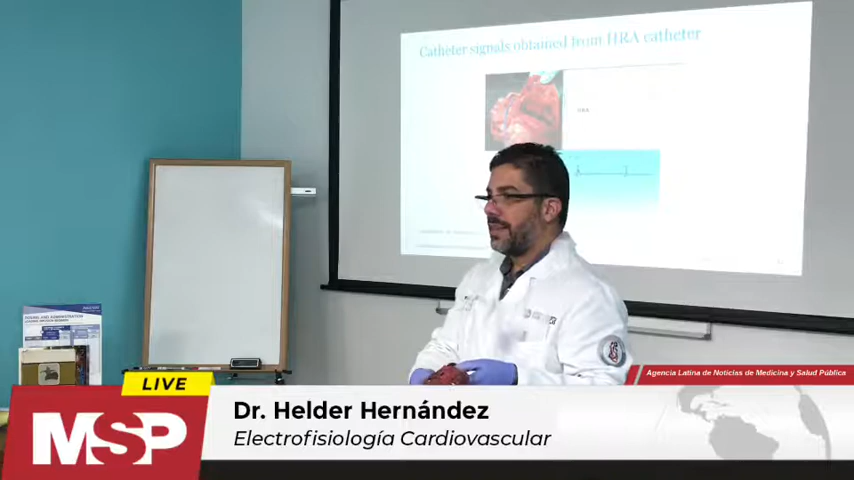 Catheter signals obtained from HRA catheter
HRA
LIVE
MSP
Dr. Helder Hernández
Electrofisiología Cardiovascular
Agencia Latina de Noticias de Medicina y Salud Pública